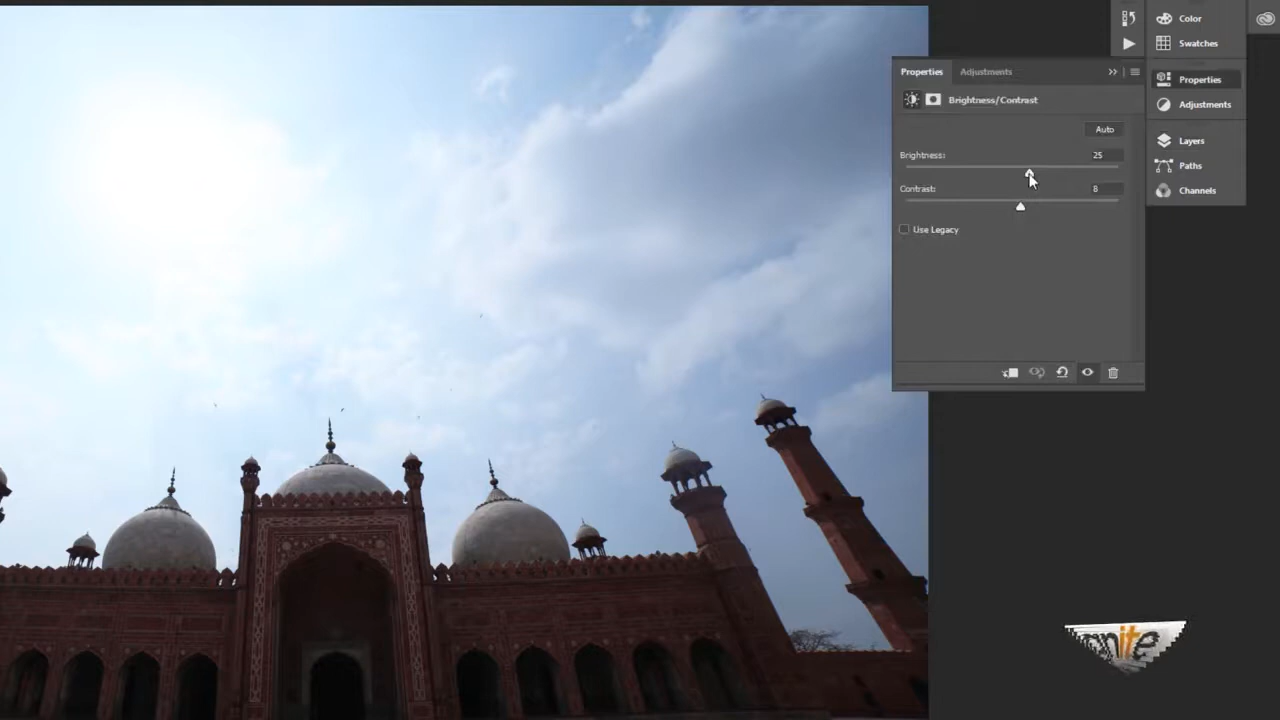 Color
Swatches
Properties Adjustments
Properties
Brightness/Contrast
Adjustments
Auto
Layers
Brightness: 25
Paths
Contrast: 8
Channels
Use Legacy